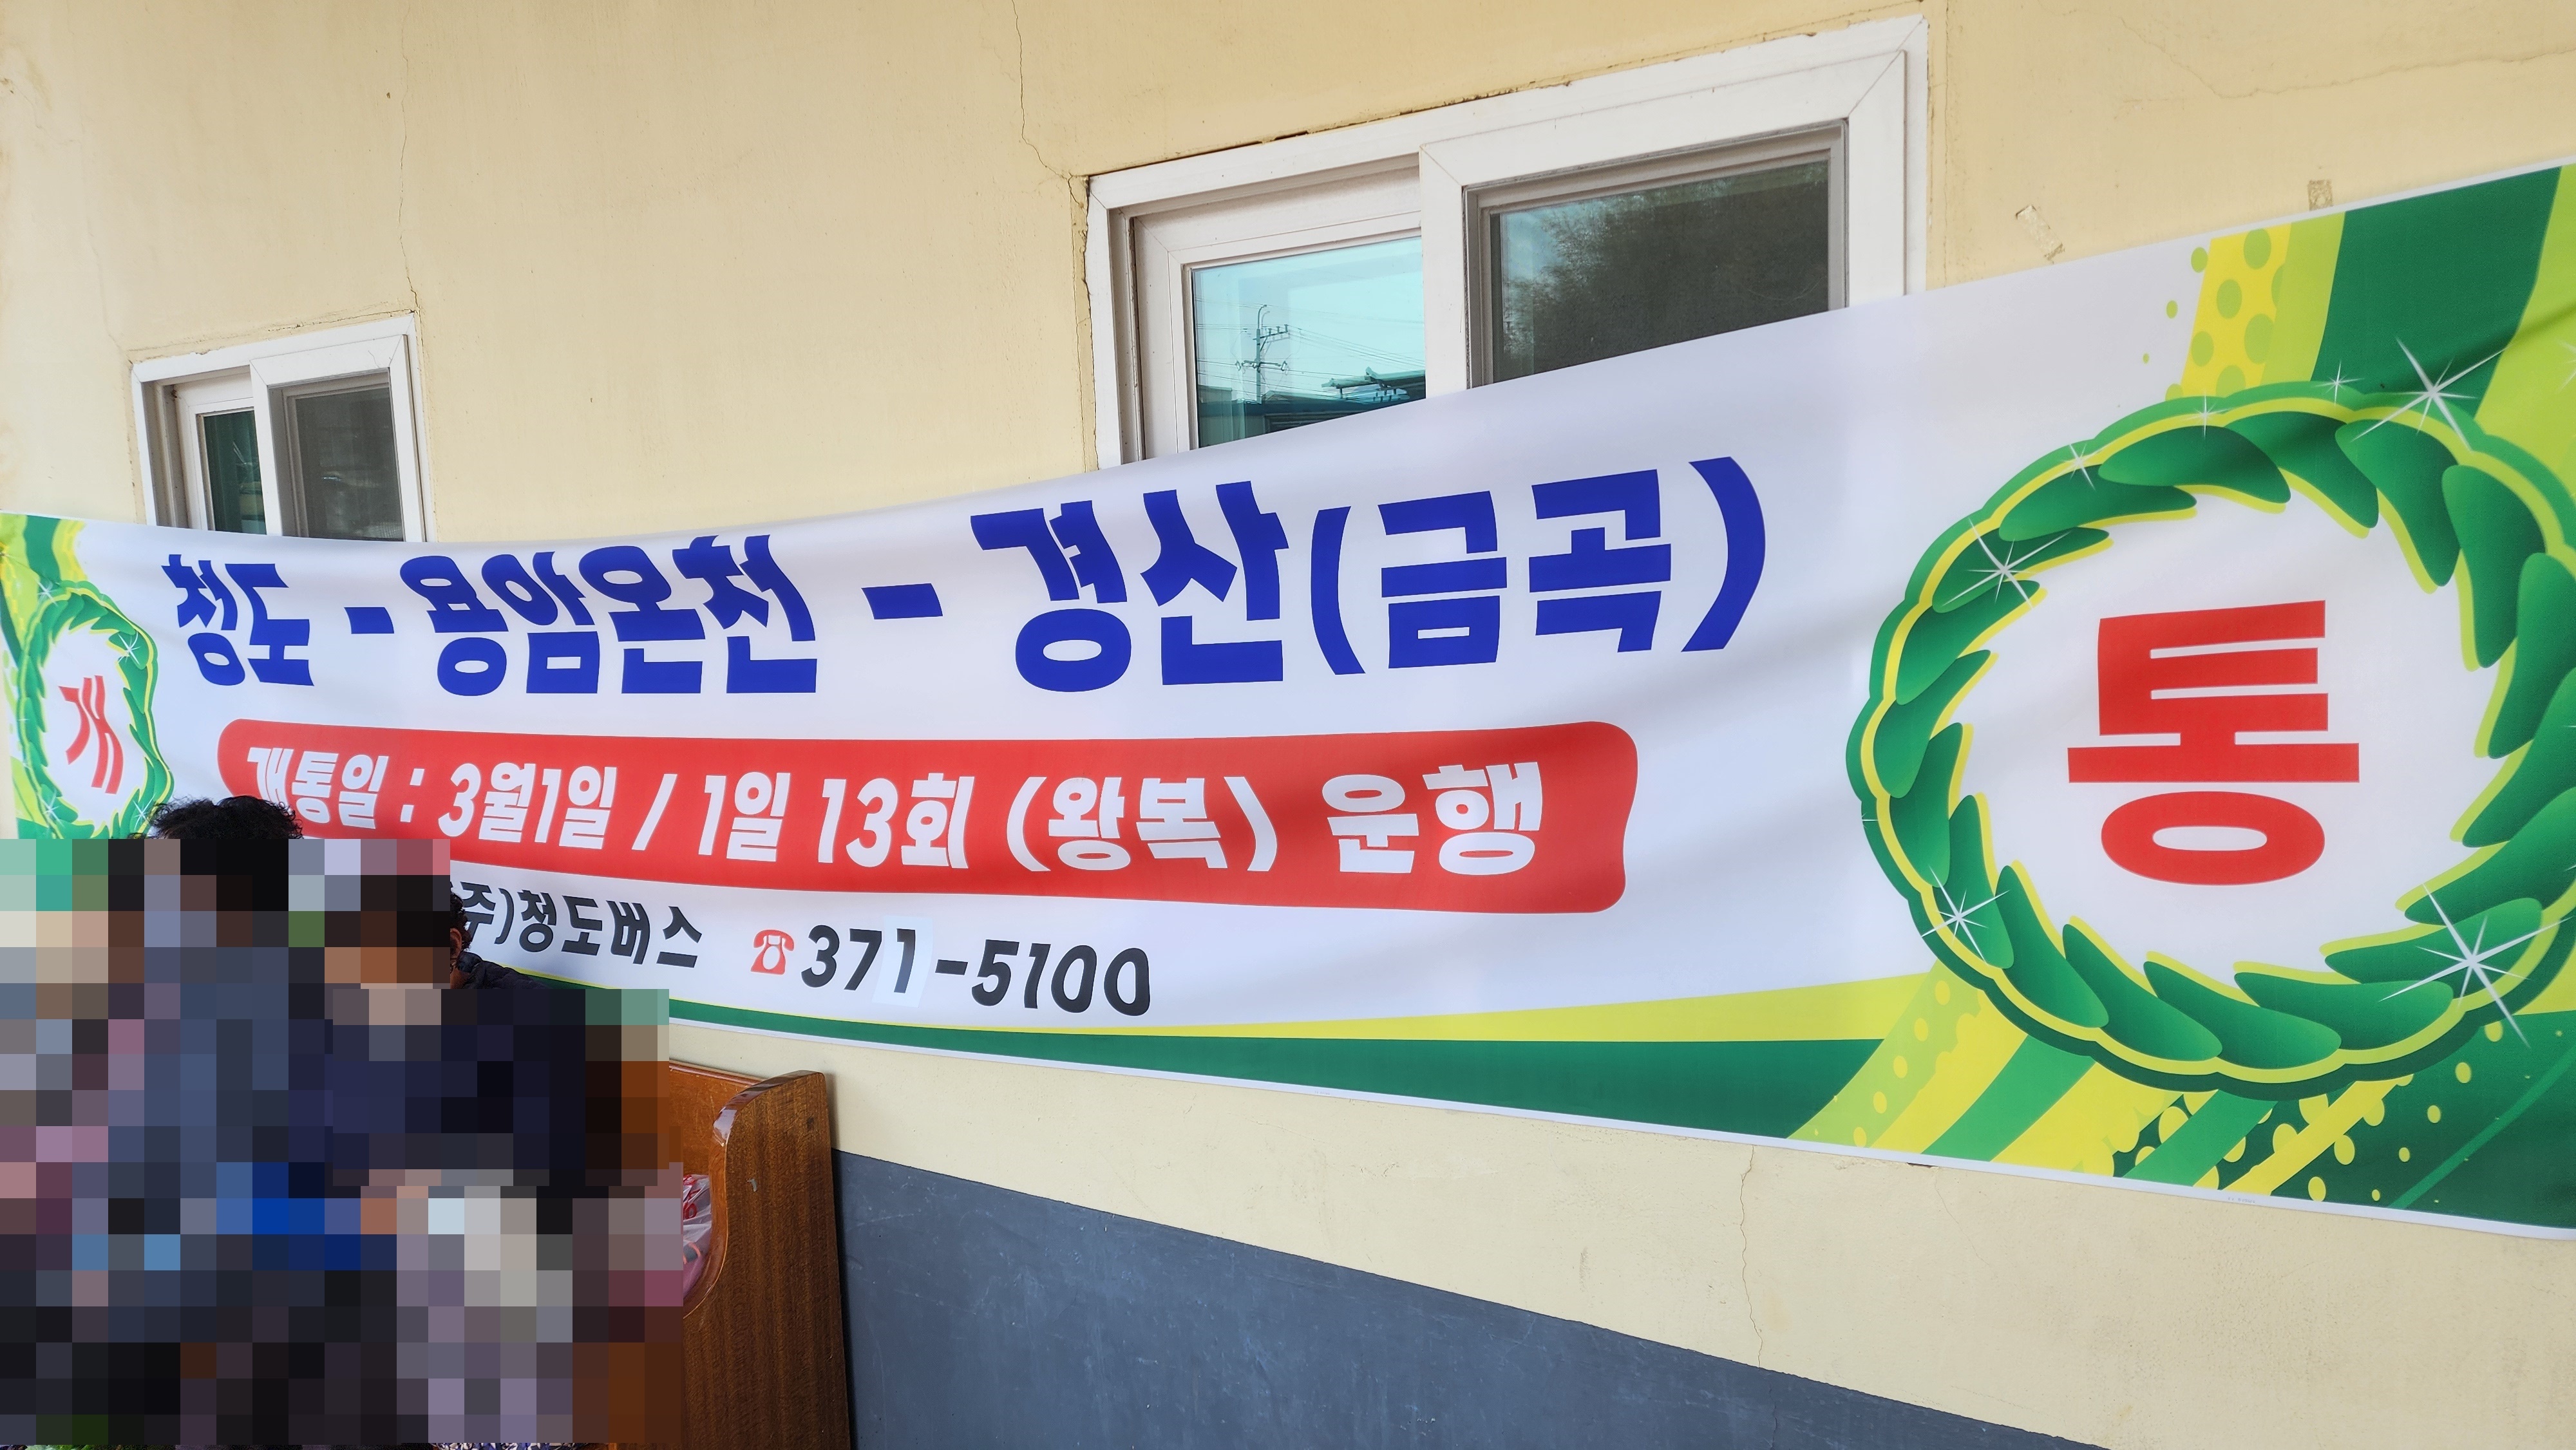 개
청도 - 용암온천 - 경산(금곡)
통
개통일 : 3월1일 / 1일 13회 (왕복) 운행
주)청도버스 ☎371-5100